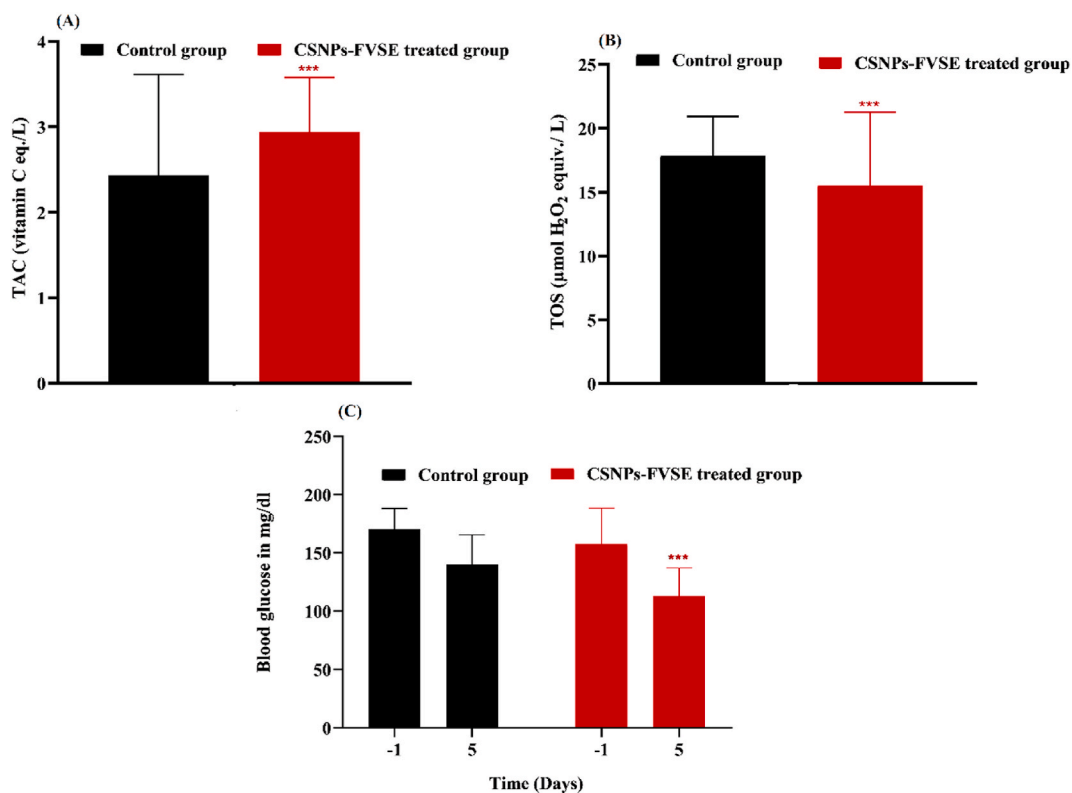 (A)
Control group
CSNPs-FVSE treated group
***
4
3
2
1
0
TAC (vitamin C eq./L)
(B)
Control group
CSNPs-FVSE treated group
***
25
20
15
10
5
0
TOS (µmol H₂O₂ equiv./ L)
(C)
Control group
CSNPs-FVSE treated group
***
250
200
150
100
50
0
Blood glucose in mg/dl
-1 5 -1 5
Time (Days)